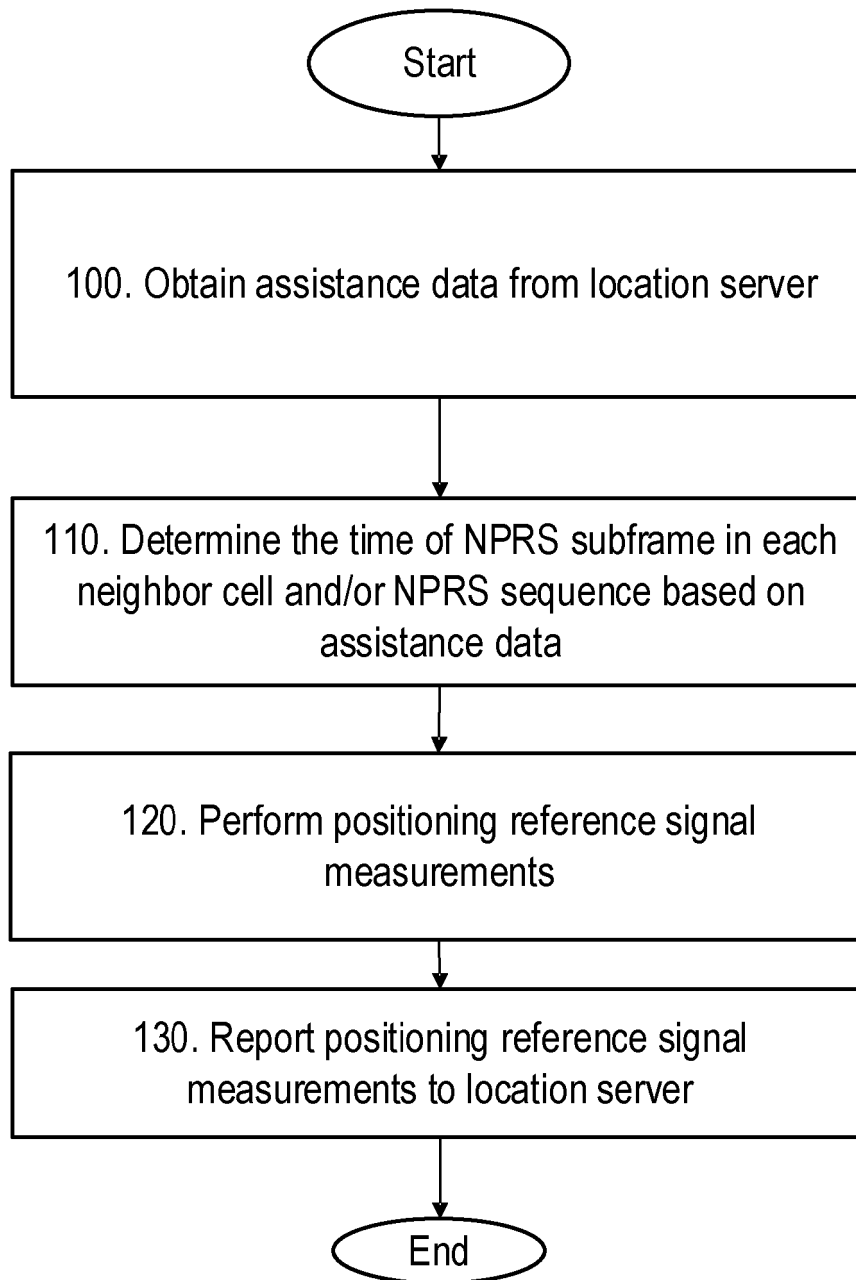 Start
100. Obtain assistance data from location server
110. Determine the time of NPRS subframe in each
neighbor cell and/or NPRS sequence based on
assistance data
120. Perform positioning reference signal
measurements
130. Report positioning reference signal
measurements to location server
End